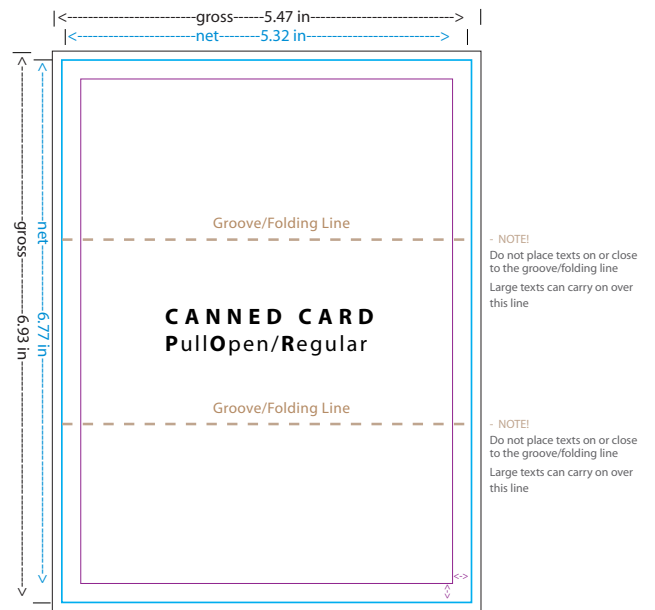 |<-------------------------gross------5.47 in---------------------------->|
|<-----------------------net--------5.32 in-------------------------->
<-------------------------gross------6.93 in---------------------------->
<-----------------------net--------6.77 in-------------------------->
Groove/Folding Line
- NOTE!
Do not place texts on or close
to the groove/folding line
Large texts can carry on over
this line
CANNED CARD
PullOpen/Regular
Groove/Folding Line
- NOTE!
Do not place texts on or close
to the groove/folding line
Large texts can carry on over
this line
<->
<->